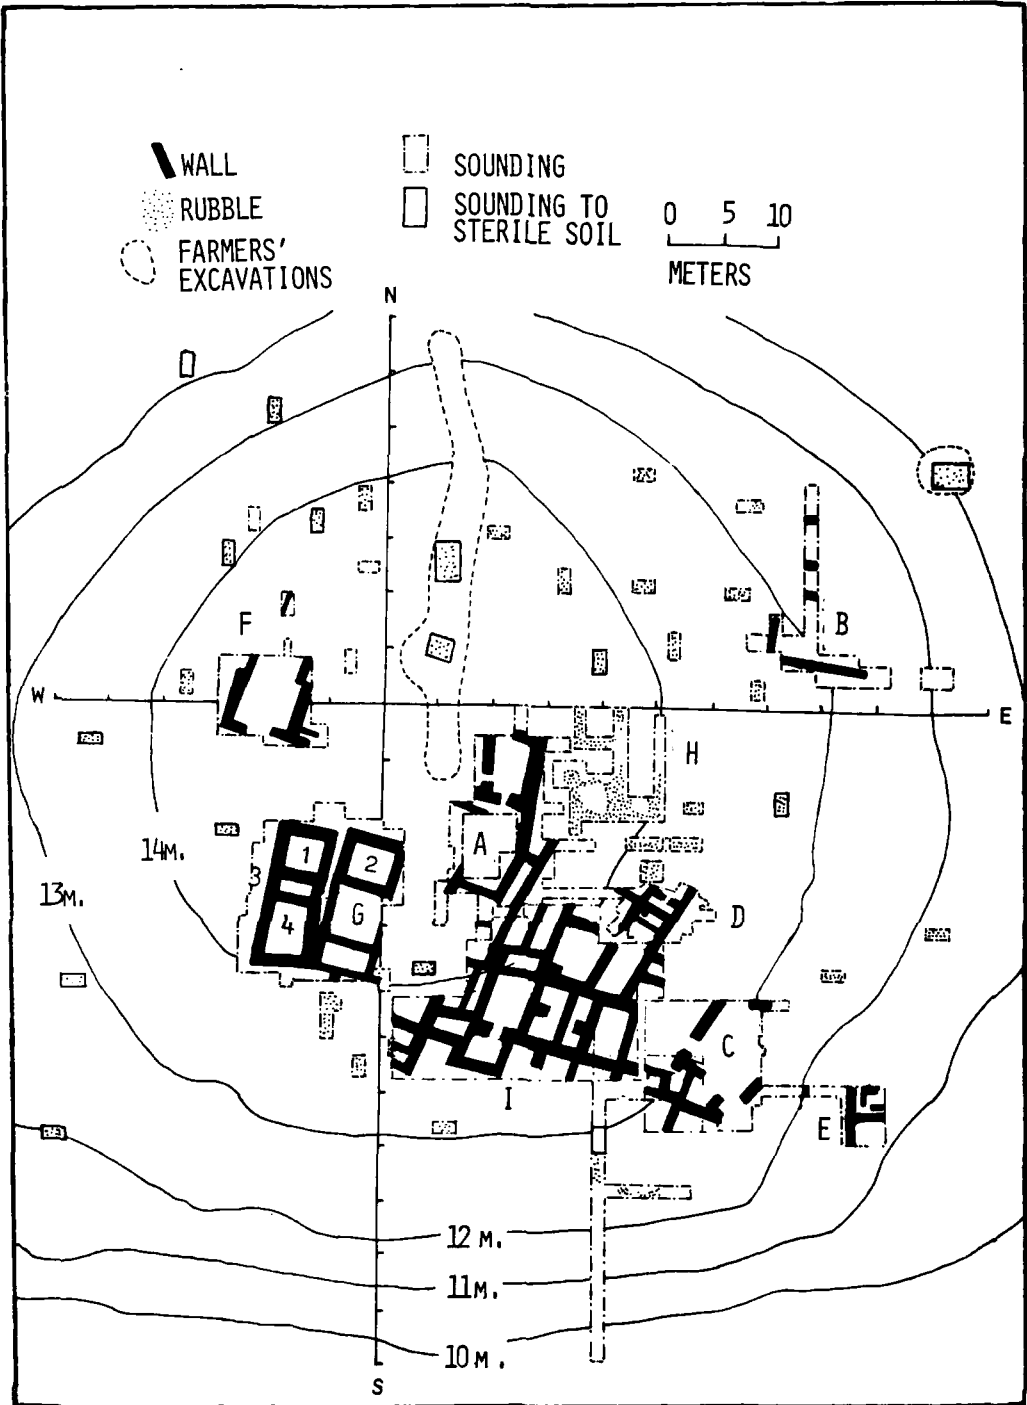 WALL
RUBBLE
FARMERS'
EXCAVATIONS
SOUNDING
SOUNDING TO
STERILE SOIL
0 5 10
METERS
N
F
B
W
E
H
A
1
2
14M.
3
13M.
4
G
D
C
I
E
12 M.
11M.
10 M.
S